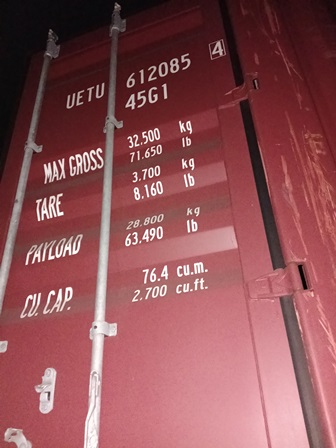 UETU 612085 4
45G1
MAX GROSS 32.500 kg
71.650 lb
TARE 3.700 kg
8.160 lb
PAYLOAD 28.800 kg
63.490 lb
CU. CAP. 76.4 cu.m.
2.700 cu.ft.